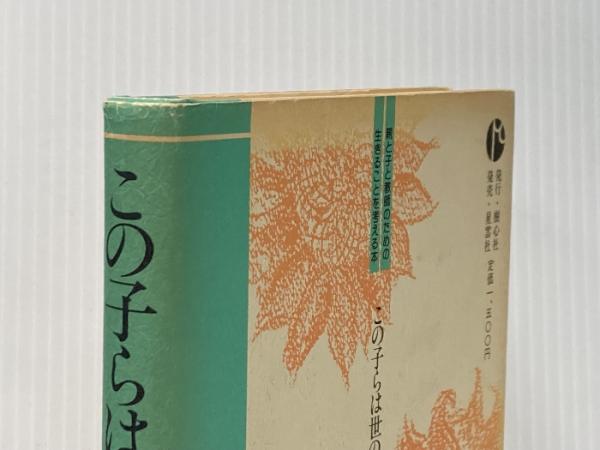 この子らは
親と子と教師のための
生きることを考える本
この子らは世の
発行・樹心社
発売・星雲社 定価一、五〇〇円